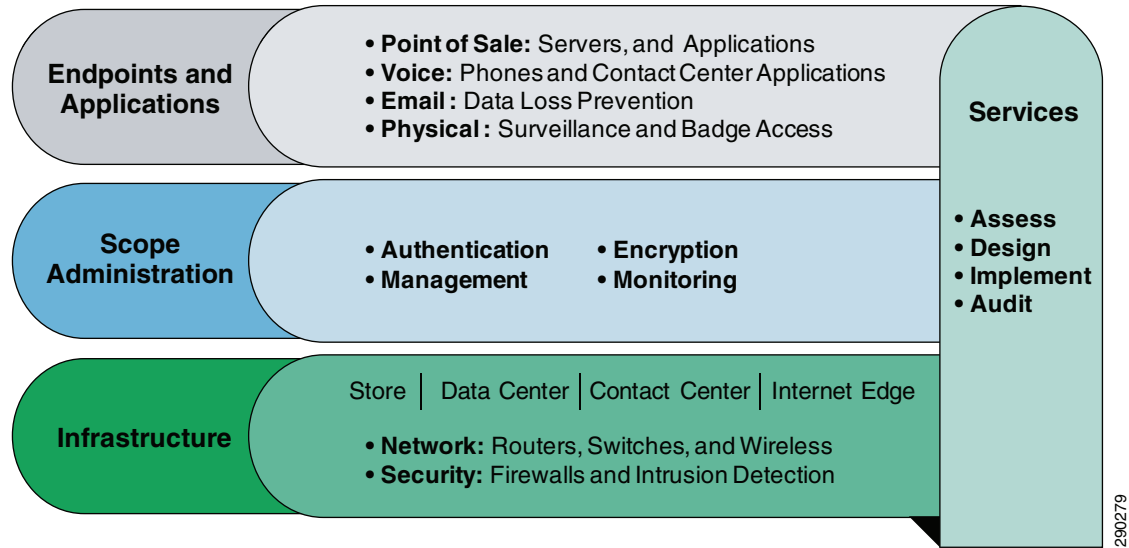 Endpoints and
Applications
• Point of Sale: Servers, and Applications
• Voice: Phones and Contact Center Applications
• Email : Data Loss Prevention
• Physical : Surveillance and Badge Access
Services
• Assess
• Design
• Implement
• Audit
Scope
Administration
• Authentication • Encryption
• Management • Monitoring
Infrastructure
Store | Data Center | Contact Center | Internet Edge
• Network: Routers, Switches, and Wireless
• Security: Firewalls and Intrusion Detection
290279